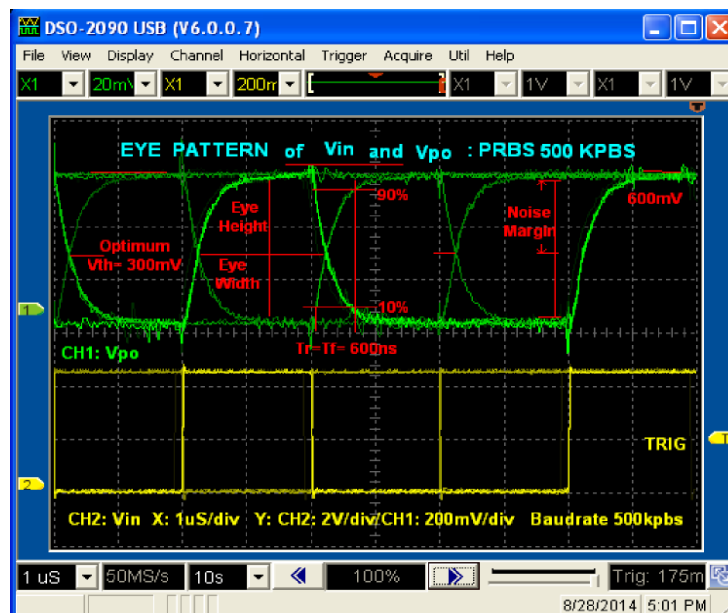 DSO-2090 USB (V6.0.0.7)
File View Display Channel Horizontal Trigger Acquire Util Help
X1 20m\ X1 200m X1 1V X1 1V
EYE PATTERN of Vin and Vpo : PRBS 500 KPBS
90%
600mV
Eye
Height
Noise
Margin
Optimum
Vth= 300mV
Eye
Width
1
10%
Tr=Tf= 600ns
CH1: Vpo
T
TRIG
2
CH2: Vin X: 1uS/div Y: CH2: 2V/div/CH1: 200mV/div Baudrate 500kpbs
1 uS 50MS/s 10s 100% Trig: 175m
8/28/2014 5:01 PM